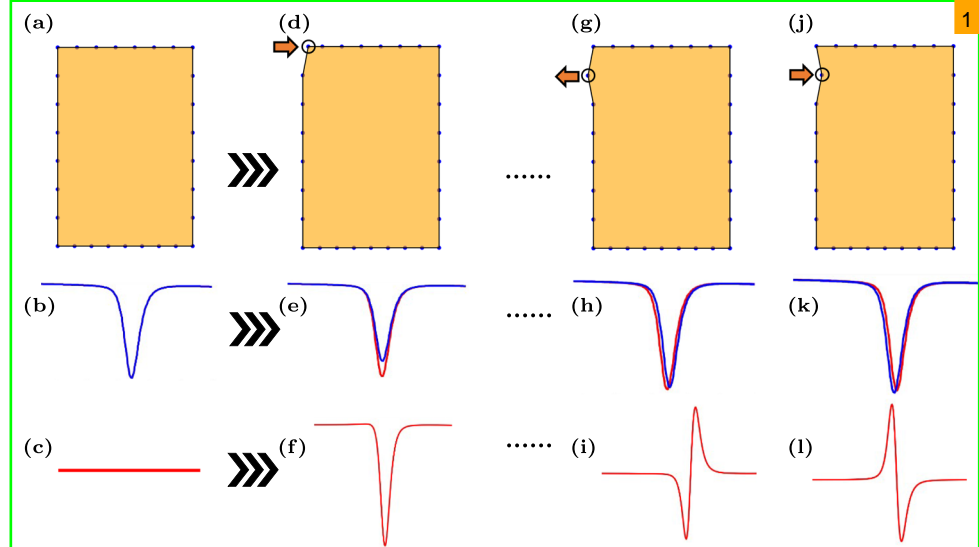 1
(a)
(d)
(g)
(j)
......
(b)
(e)
......
(h)
(k)
(c)
(f)
......
(i)
(l)